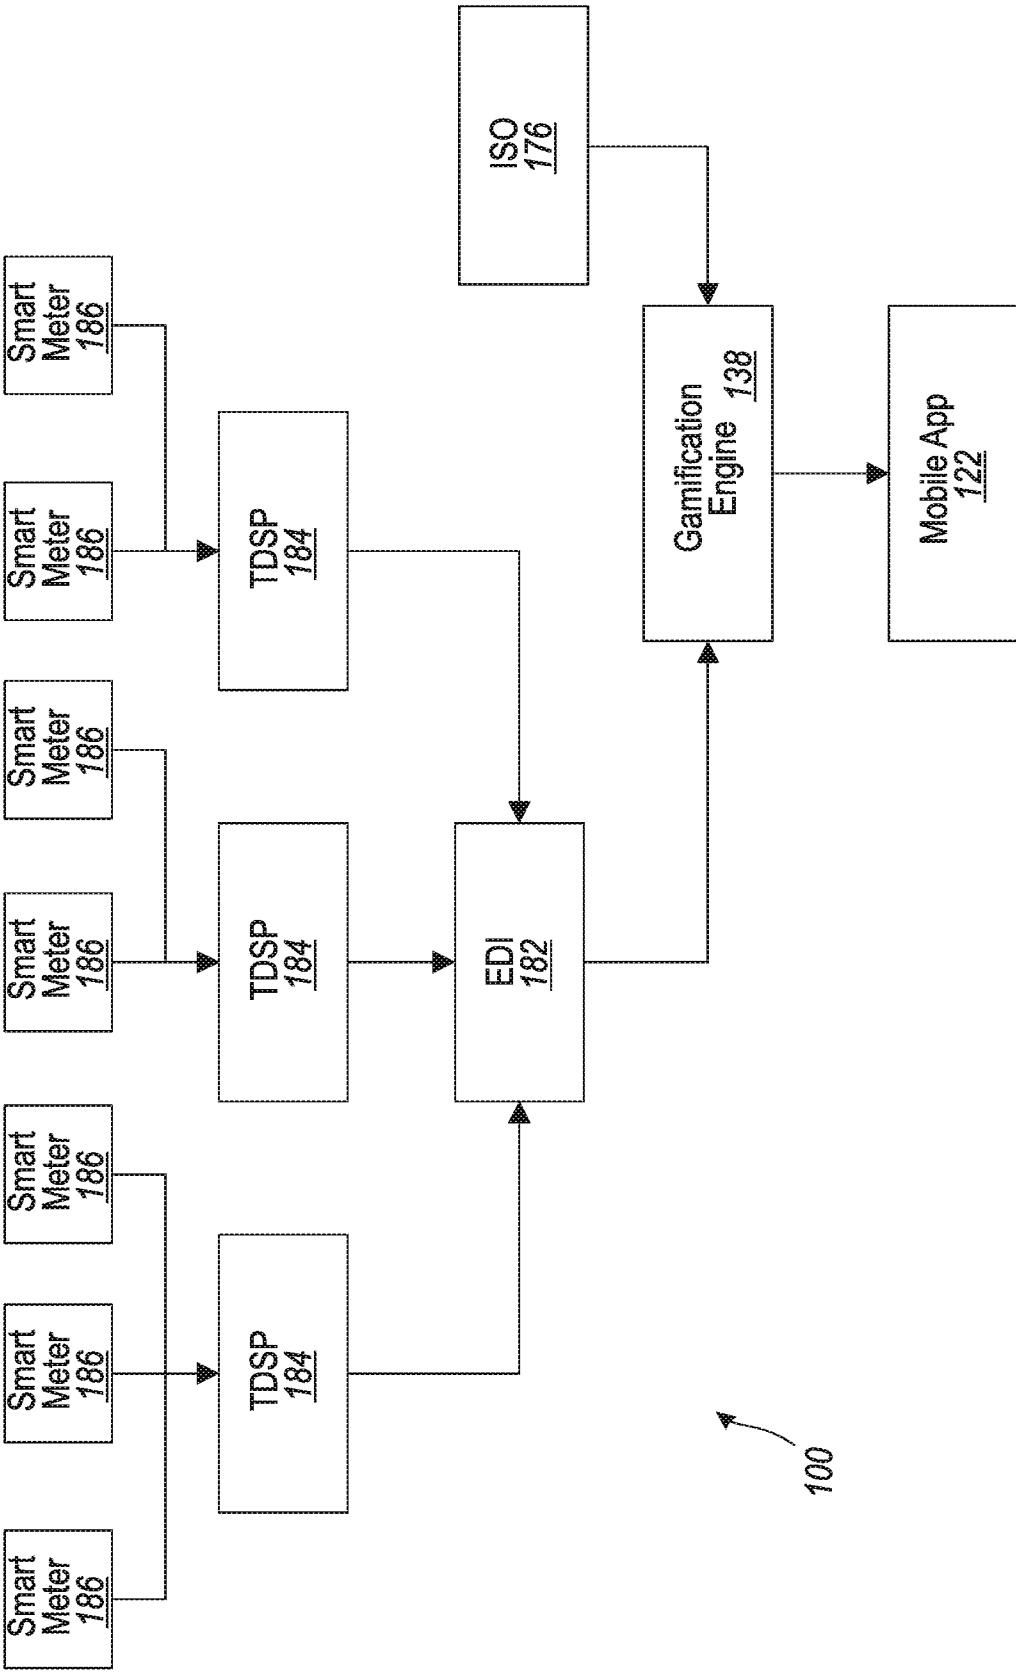 Smart
Meter
186
Smart
Meter
186
Smart
Meter
186
Smart
Meter
186
Smart
Meter
186
Smart
Meter
186
Smart
Meter
186
TDSP
184
TDSP
184
TDSP
184
EDI
182
ISO
176
Gamification
Engine 138
Mobile App
122
100